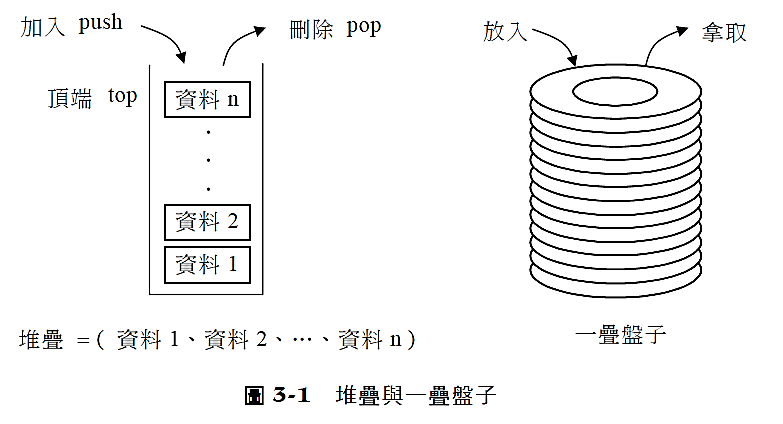 加入 push
刪除 pop
頂端 top
資料 n
資料 2
資料 1
堆疊 =( 資料 1、資料 2、…、資料 n )
放入
拿取
一疊盤子
圖 3-1 堆疊與一疊盤子